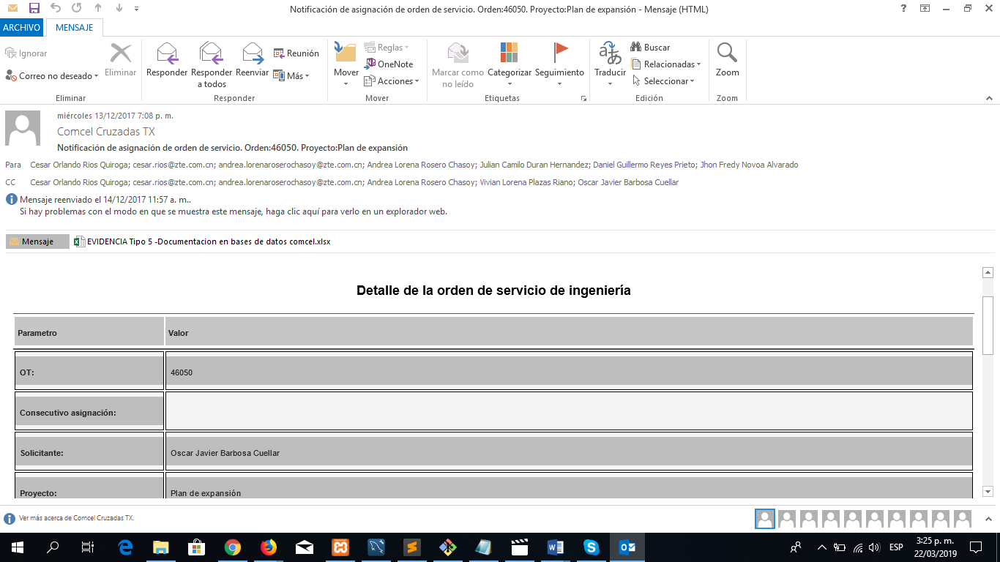 Notificación de asignación de orden de servicio. Orden:46050. Proyecto:Plan de expansión - Mensaje (HTML)
ARCHIVO MENSAJE
Ignorar
Correo no deseado
Eliminar
Eliminar
Responder
Responder a todos
Reenviar
Reunión
Más
Responder
Mover
Reglas
OneNote
Acciones
Mover
Marcar como no leído
Categorizar
Seguimiento
Etiquetas
Traducir
Buscar
Relacionadas
Seleccionar
Edición
Zoom
Zoom
miércoles 13/12/2017 7:08 p. m.
Comcel Cruzadas TX
Notificación de asignación de orden de servicio. Orden:46050. Proyecto:Plan de expansión
Para Cesar Orlando Rios Quiroga; cesar.rios@zte.com.cn; andrea.lorenaroserochasoy@zte.com.cn; Andrea Lorena Rosero Chasoy; Julian Camilo Duran Hernandez; Daniel Guillermo Reyes Prieto; Jhon Fredy Novoa Alvarado
CC Cesar Orlando Rios Quiroga; cesar.rios@zte.com.cn; andrea.lorenaroserochasoy@zte.com.cn; Andrea Lorena Rosero Chasoy; Vivian Lorena Plazas Riano; Oscar Javier Barbosa Cuellar
Mensaje reenviado el 14/12/2017 11:57 a. m..
Si hay problemas con el modo en que se muestra este mensaje, haga clic aquí para verlo en un explorador web.
Mensaje EVIDENCIA Tipo 5 -Documentacion en bases de datos comcel.xlsx
Detalle de la orden de servicio de ingeniería
Parametro Valor
OT: 46050
Consecutivo asignación:
Solicitante: Oscar Javier Barbosa Cuellar
Proyecto: Plan de expansión
Ver más acerca de Comcel Cruzadas TX.
ESP
3:25 p. m.
22/03/2019